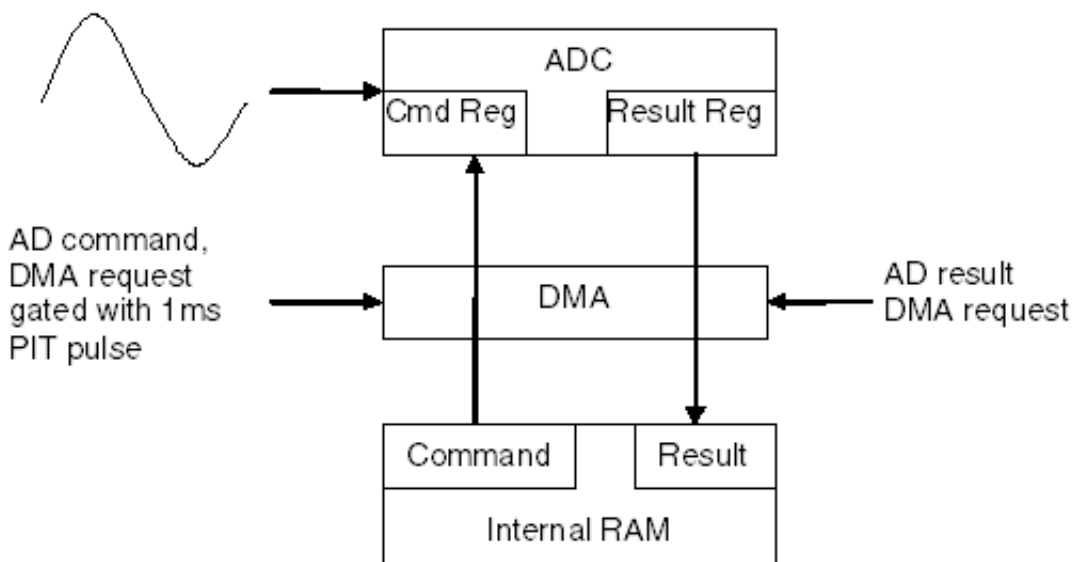 ADC
Cmd Reg
Result Reg
AD command,
DMA request
gated with 1ms
PIT pulse
DMA
AD result
DMA request
Command
Result
Internal RAM